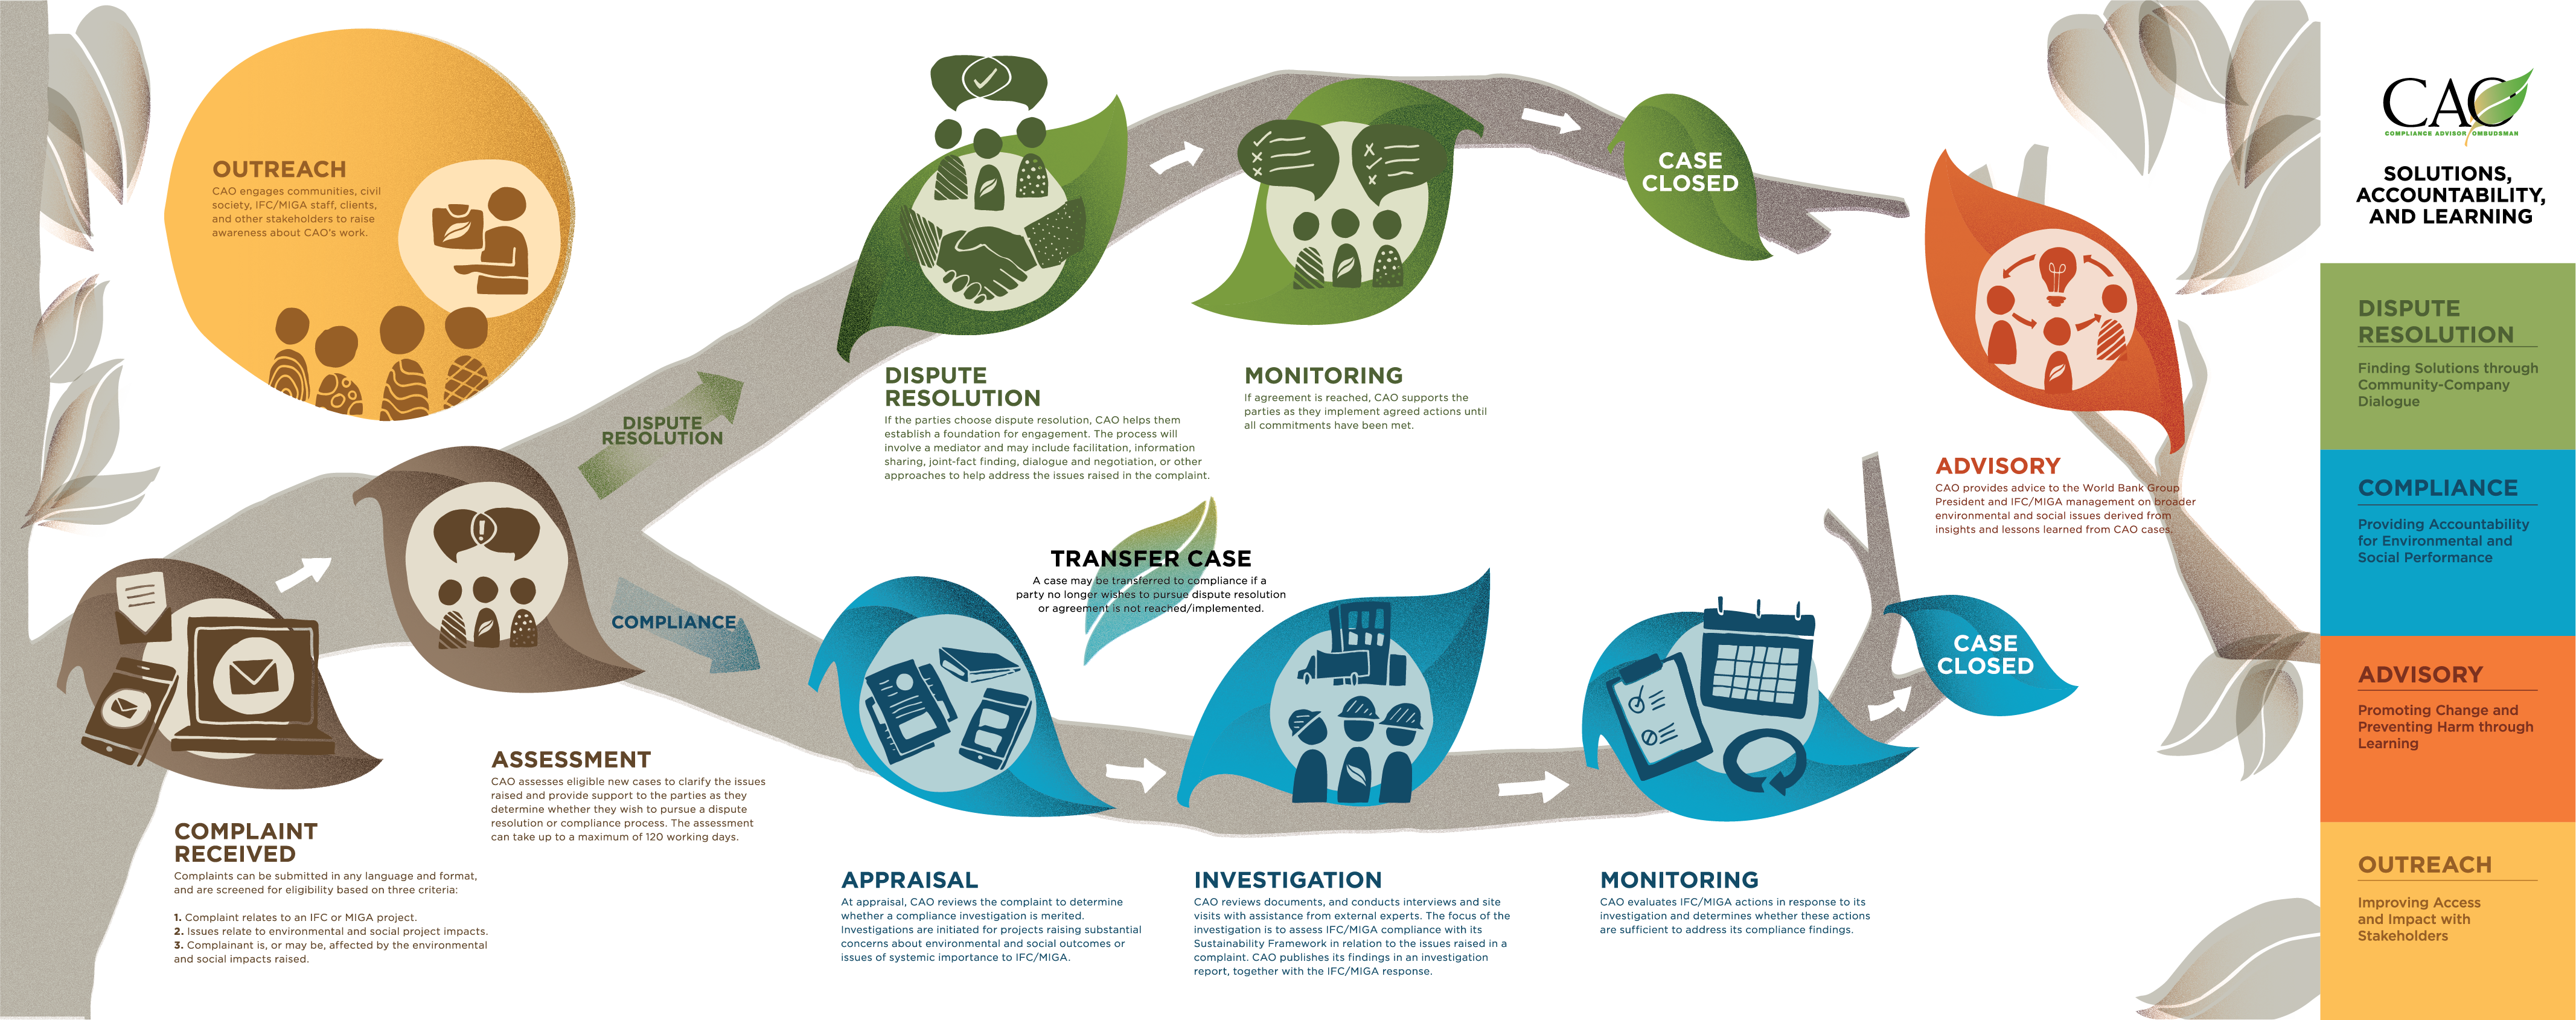 OUTREACH
CAO engages communities, civil
society, IFC/MIGA staff, clients,
and other stakeholders to raise
awareness about CAO's work.
COMPLAINT
RECEIVED
Complaints can be submitted in any language and format,
and are screened for eligibility based on three criteria:
1. Complaint relates to an IFC or MIGA project.
2. Issues relate to environmental and social project impacts.
3. Complainant is, or may be, affected by the environmental
and social impacts raised.
ASSESSMENT
CAO assesses eligible new cases to clarify the issues
raised and provide support to the parties as they
determine whether they wish to pursue a dispute
resolution or compliance process. The assessment
can take up to a maximum of 120 working days.
DISPUTE
RESOLUTION
COMPLIANCE
DISPUTE
RESOLUTION
If the parties choose dispute resolution, CAO helps them
establish a foundation for engagement. The process will
involve a mediator and may include facilitation, information
sharing, joint-fact finding, dialogue and negotiation, or other
approaches to help address the issues raised in the complaint.
MONITORING
If agreement is reached, CAO supports the
parties as they implement agreed actions until
all commitments have been met.
CASE
CLOSED
TRANSFER CASE
A case may be transferred to compliance if a
party no longer wishes to pursue dispute resolution
or agreement is not reached/implemented.
APPRAISAL
At appraisal, CAO reviews the complaint to determine
whether a compliance investigation is merited.
Investigations are initiated for projects raising substantial
concerns about environmental and social outcomes or
issues of systemic importance to IFC/MIGA.
INVESTIGATION
CAO reviews documents, and conducts interviews and site
visits with assistance from external experts. The focus of the
investigation is to assess IFC/MIGA compliance with its
Sustainability Framework in relation to the issues raised in a
complaint. CAO publishes its findings in an investigation
report, together with the IFC/MIGA response.
MONITORING
CAO evaluates IFC/MIGA actions in response to its
investigation and determines whether these actions
are sufficient to address its compliance findings.
CASE
CLOSED
ADVISORY
CAO provides advice to the World Bank Group
President and IFC/MIGA management on broader
environmental and social issues derived from
insights and lessons learned from CAO cases.
CAO
COMPLIANCE ADVISOR OMBUDSMAN
SOLUTIONS,
ACCOUNTABILITY,
AND LEARNING
DISPUTE
RESOLUTION
Finding Solutions through
Community-Company
Dialogue
COMPLIANCE
Providing Accountability
for Environmental and
Social Performance
ADVISORY
Promoting Change and
Preventing Harm through
Learning
OUTREACH
Improving Access
and Impact with
Stakeholders